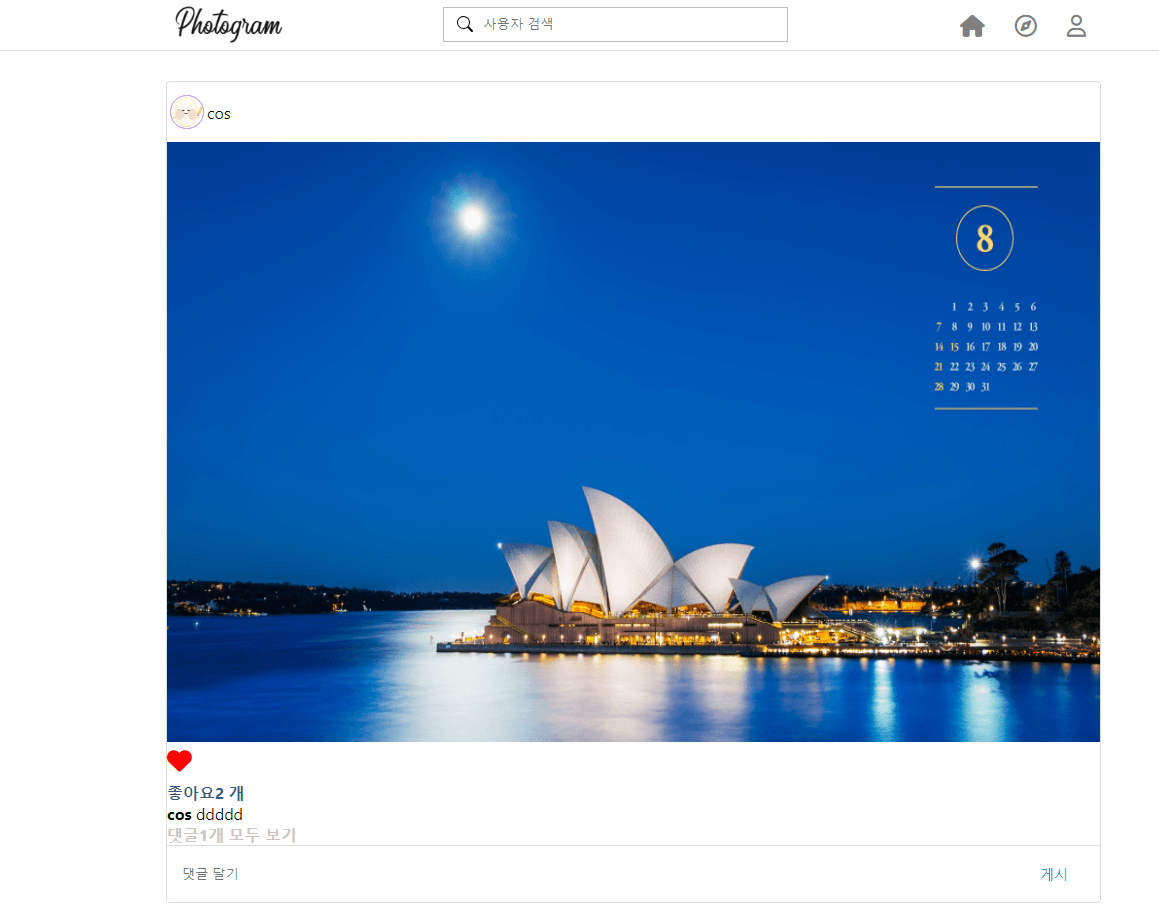 Photogram
사용자 검색
cos
8
1 2 3 4 5 6
7 8 9 10 11 12 13
14 15 16 17 18 19 20
21 22 23 24 25 26 27
28 29 30 31
좋아요2 개
cos ddddd
댓글1개 모두 보기
댓글 달기
게시